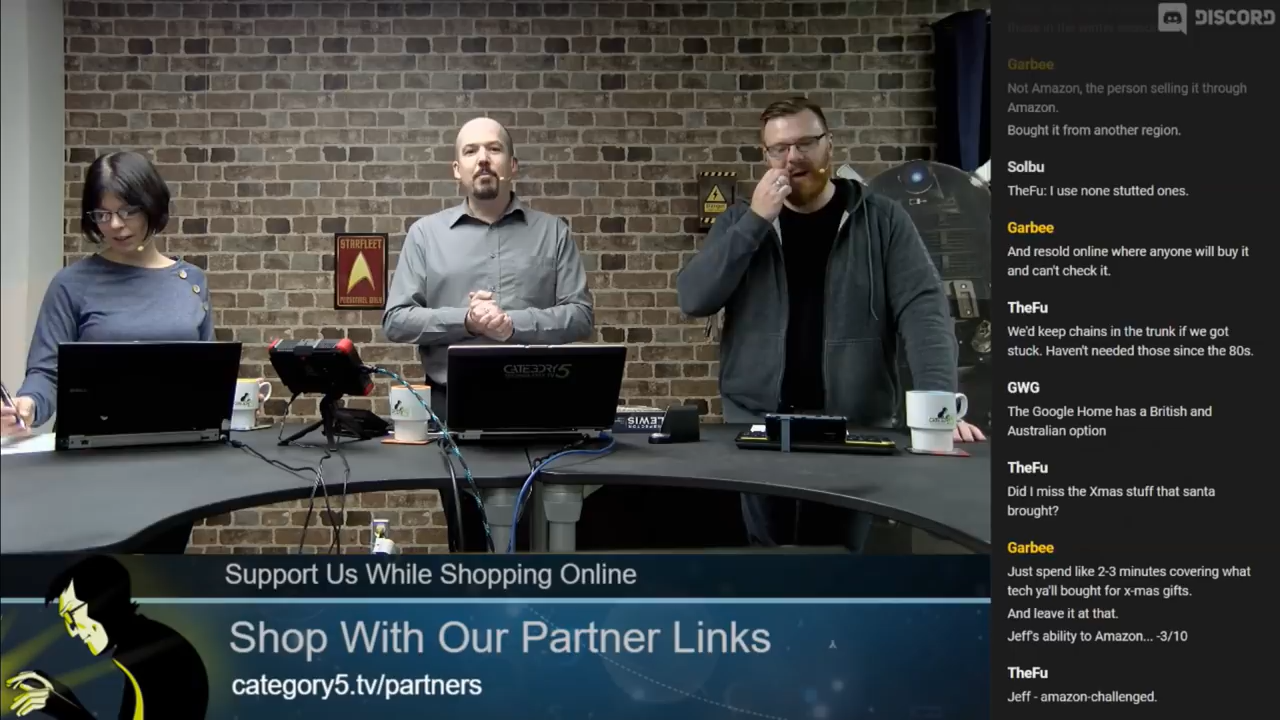 DISCORD
Garbee
Not Amazon, the person selling it through
Amazon.
Bought it from another region.
Solbu
TheFu: I use none stutted ones.
Garbee
And resold online where anyone will buy it
and can't check it.
TheFu
We'd keep chains in the trunk if we got
stuck. Haven't needed those since the 80s.
GWG
The Google Home has a British and
Australian option
TheFu
Did I miss the Xmas stuff that santa
brought?
Garbee
Just spend like 2-3 minutes covering what
tech ya'll bought for x-mas gifts.
And leave it at that.
Jeff's ability to Amazon... -3/10
TheFu
Jeff - amazon-challenged.
STARFLEET
PERSONNEL ONLY
CATEGORY5
LEWIS
Support Us While Shopping Online
Shop With Our Partner Links
category5.tv/partners